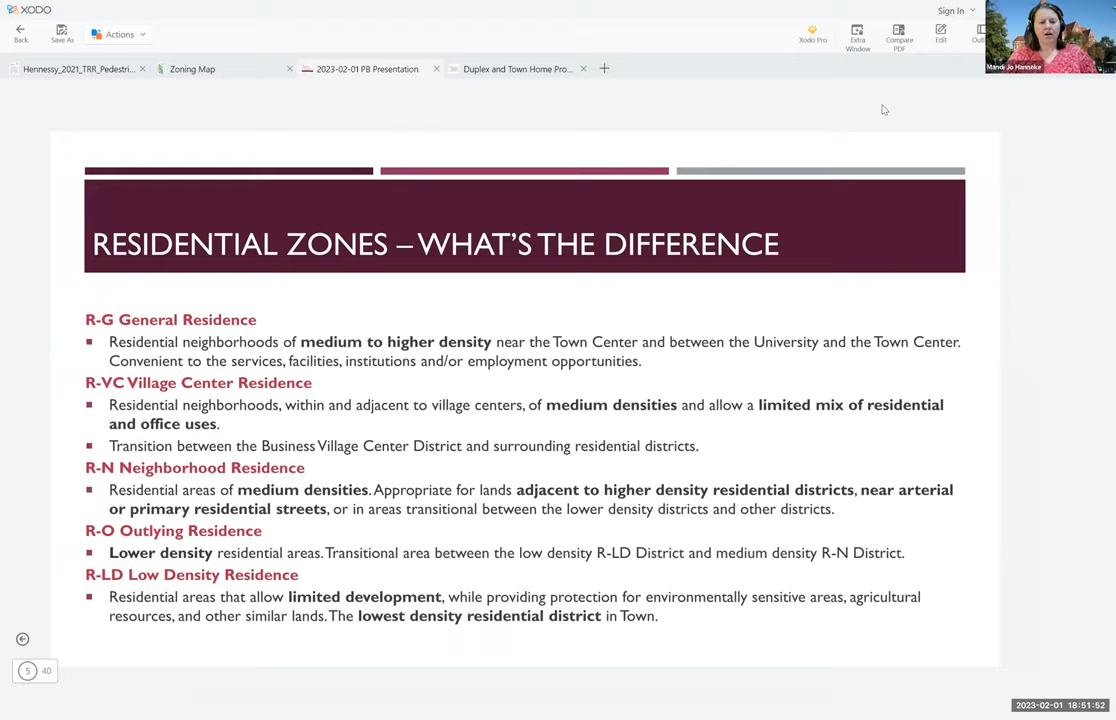 XODO
Sign In
Back
Save As
Actions
Xodo Pro
Extra Window
Compare PDF
Edit
Mandi Jo Hanneke
Hennessy_2021_TRR_Pedestri...
Zoning Map
2023-02-01 PB Presentation
Duplex and Town Home Pro...
RESIDENTIAL ZONES – WHAT'S THE DIFFERENCE
R-G General Residence
Residential neighborhoods of medium to higher density near the Town Center and between the University and the Town Center.
Convenient to the services, facilities, institutions and/or employment opportunities.
R-VC Village Center Residence
Residential neighborhoods, within and adjacent to village centers, of medium densities and allow a limited mix of residential
and office uses.
Transition between the Business Village Center District and surrounding residential districts.
R-N Neighborhood Residence
Residential areas of medium densities. Appropriate for lands adjacent to higher density residential districts, near arterial
or primary residential streets, or in areas transitional between the lower density districts and other districts.
R-O Outlying Residence
Lower density residential areas. Transitional area between the low density R-LD District and medium density R-N District.
R-LD Low Density Residence
Residential areas that allow limited development, while providing protection for environmentally sensitive areas, agricultural
resources, and other similar lands. The lowest density residential district in Town.
5
40
2023-02-01 18:51:52